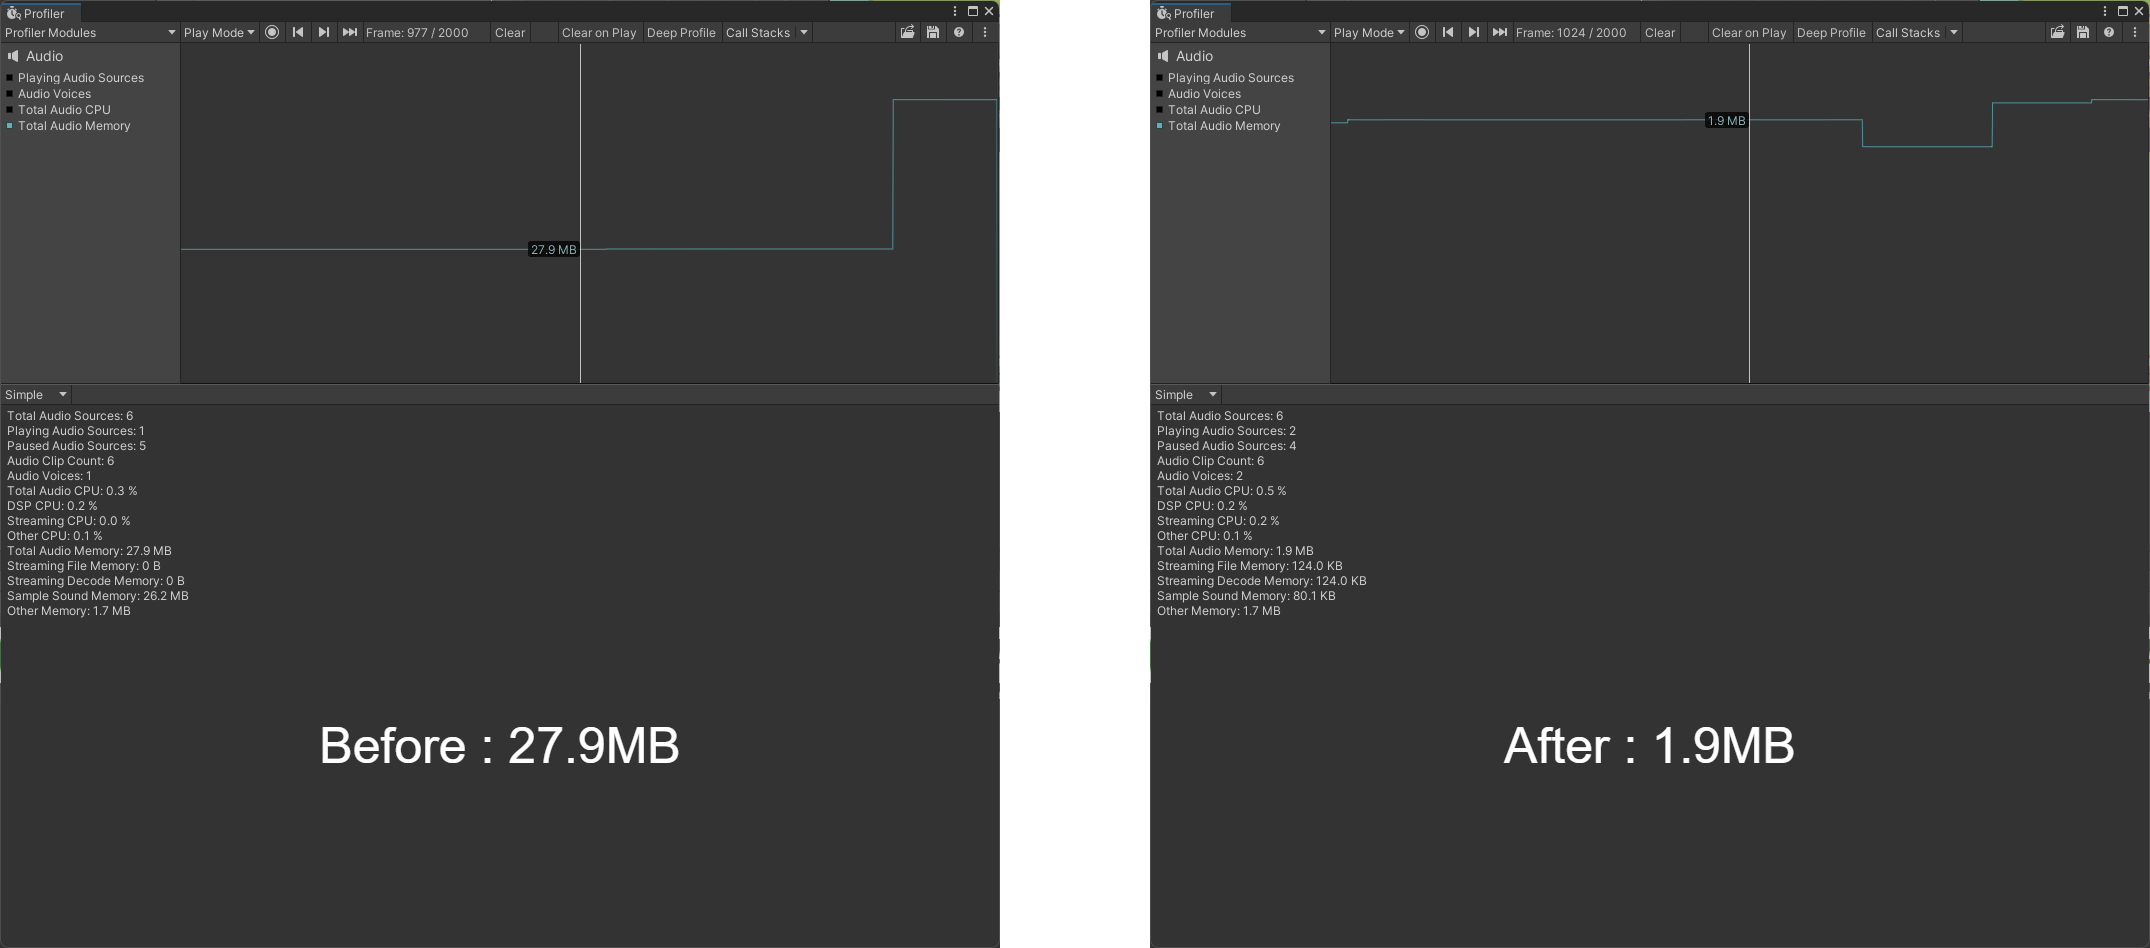 Profiler
Profiler Modules Play Mode Frame: 977 / 2000 Clear Clear on Play Deep Profile Call Stacks
Audio
Playing Audio Sources
Audio Voices
Total Audio CPU
Total Audio Memory
27.9 MB
Simple
Total Audio Sources: 6
Playing Audio Sources: 1
Paused Audio Sources: 5
Audio Clip Count: 6
Audio Voices: 1
Total Audio CPU: 0.3 %
DSP CPU: 0.2 %
Streaming CPU: 0.0 %
Other CPU: 0.1 %
Total Audio Memory: 27.9 MB
Streaming File Memory: 0 B
Streaming Decode Memory: 0 B
Sample Sound Memory: 26.2 MB
Other Memory: 1.7 MB
Before : 27.9MB
Profiler
Profiler Modules Play Mode Frame: 1024 / 2000 Clear Clear on Play Deep Profile Call Stacks
Audio
Playing Audio Sources
Audio Voices
Total Audio CPU
Total Audio Memory
1.9 MB
Simple
Total Audio Sources: 6
Playing Audio Sources: 2
Paused Audio Sources: 4
Audio Clip Count: 6
Audio Voices: 2
Total Audio CPU: 0.5 %
DSP CPU: 0.2 %
Streaming CPU: 0.2 %
Other CPU: 0.1 %
Total Audio Memory: 1.9 MB
Streaming File Memory: 124.0 KB
Streaming Decode Memory: 124.0 KB
Sample Sound Memory: 80.1 KB
Other Memory: 1.7 MB
After : 1.9MB